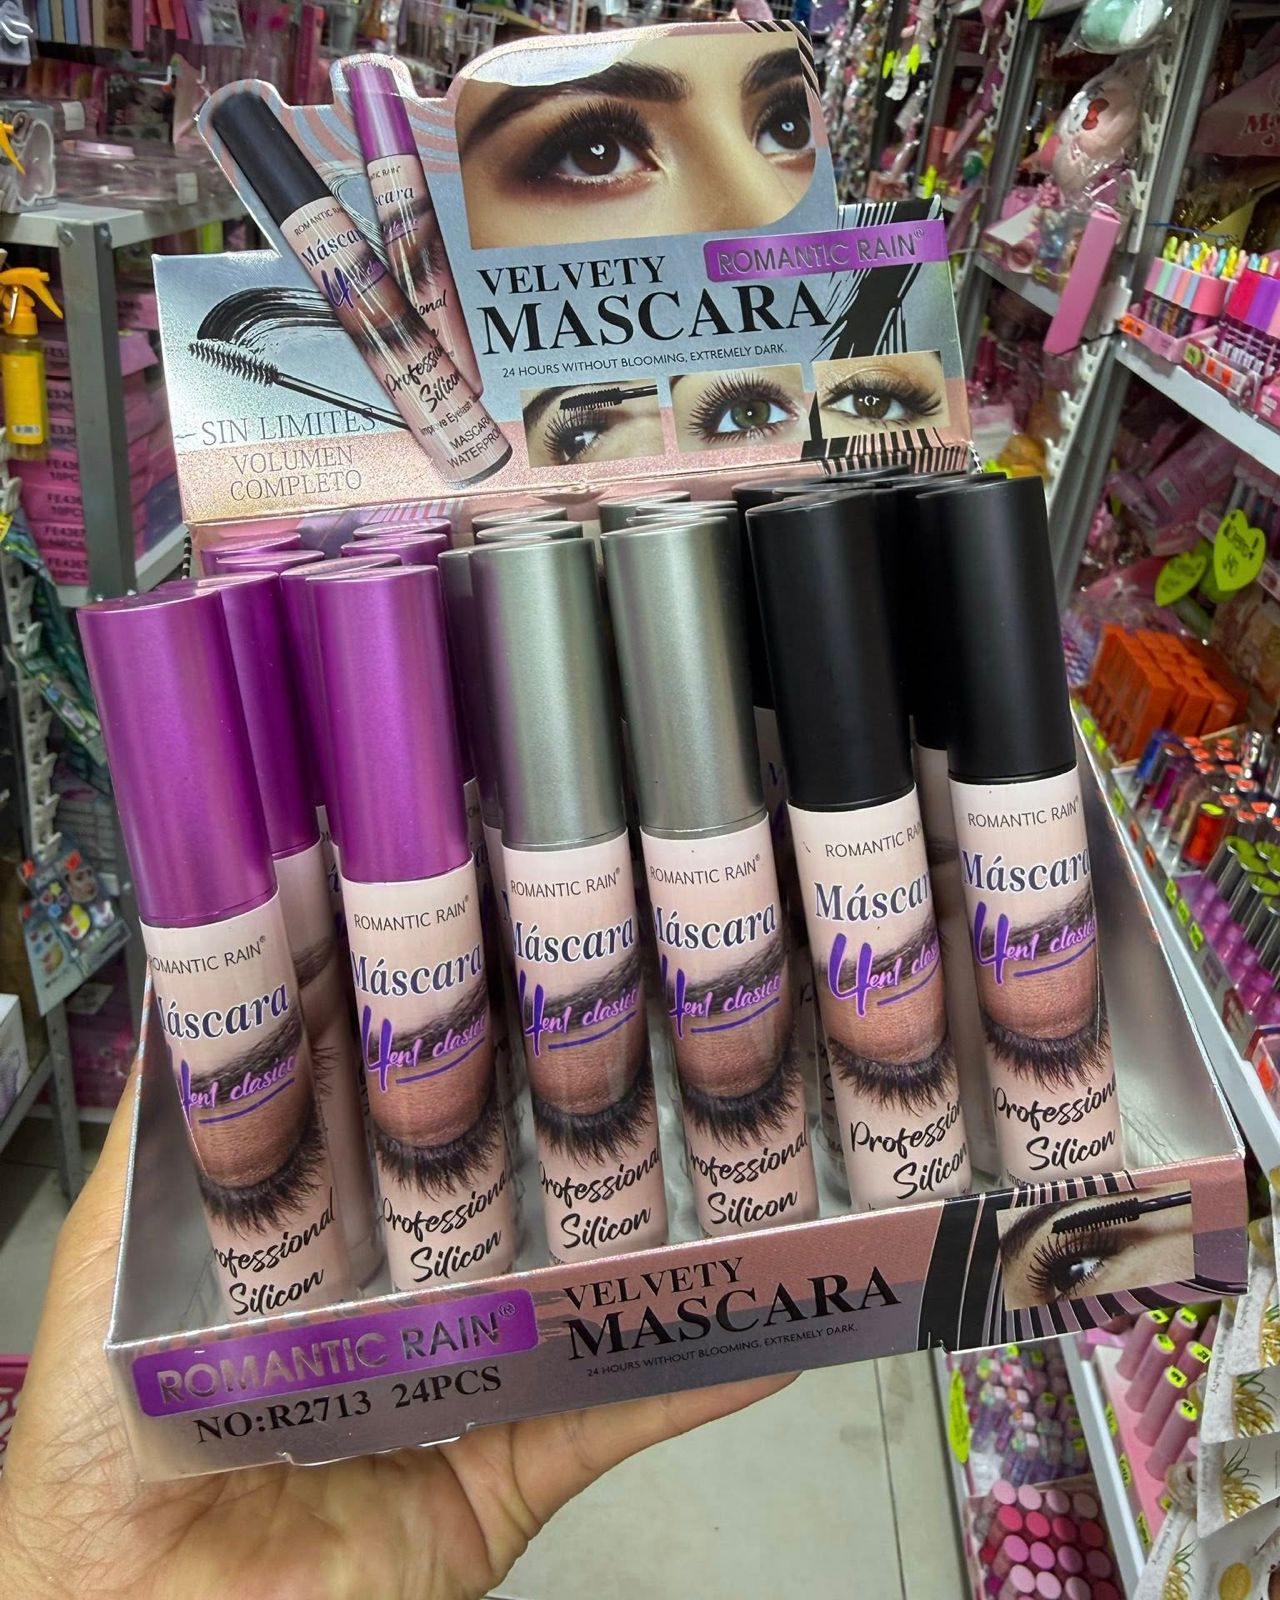 ROMANTIC RAIN
Máscara
Professional
Silicon
Improve Eyelash
MASCARA
WATERPROOF
ROMANTIC RAIN®
VELVETY
MASCARA
24 HOURS WITHOUT BLOOMING, EXTREMELY DARK.
SIN LIMITES
VOLUMEN
COMPLETO
ROMANTIC RAIN®
Máscara
4en1 clasico
Professional
Silicon
ROMANTIC RAIN®
Máscara
4en1 clasico
Professional
Silicon
ROMANTIC RAIN®
Máscara
4en1 clasico
Professional
Silicon
ROMANTIC RAIN®
Máscara
4en1 clasico
Professional
Silicon
ROMANTIC RAIN
Máscara
4en1 clasico
Professional
Silicon
ROMANTIC RAIN®
Máscara
4en1 clasico
Professional
Silicon
ROMANTIC RAIN®
VELVETY
MASCARA
24 HOURS WITHOUT BLOOMING, EXTREMELY DARK.
NO:R2713 24PCS